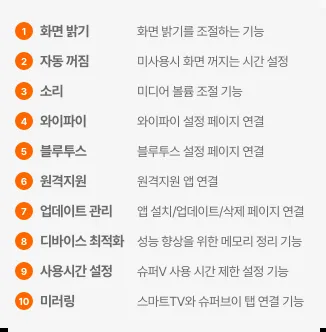 1 화면 밝기 화면 밝기를 조절하는 기능
2 자동 꺼짐 미사용시 화면 꺼지는 시간 설정
3 소리 미디어 볼륨 조절 기능
4 와이파이 와이파이 설정 페이지 연결
5 블루투스 블루투스 설정 페이지 연결
6 원격지원 원격지원 앱 연결
7 업데이트 관리 앱 설치/업데이트/삭제 페이지 연결
8 디바이스 최적화 성능 향상을 위한 메모리 정리 기능
9 사용시간 설정 슈퍼V 사용 시간 제한 설정 기능
10 미러링 스마트TV와 슈퍼브이 탭 연결 기능